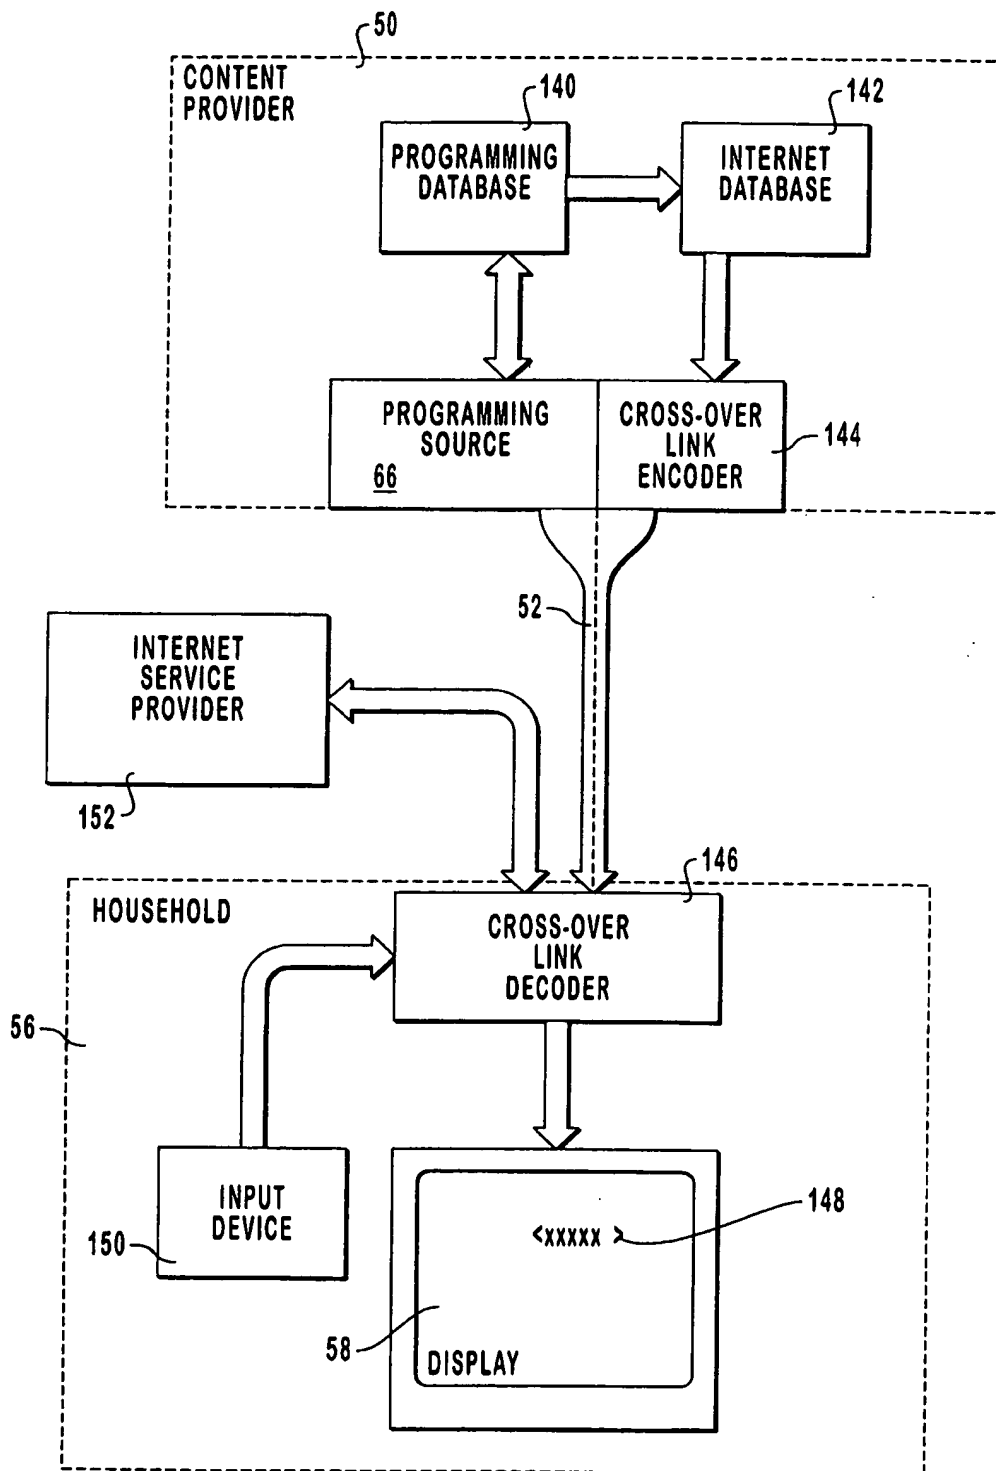 50
CONTENT
PROVIDER
140
142
PROGRAMMING
DATABASE
INTERNET
DATABASE
PROGRAMMING
SOURCE
66
CROSS-OVER
LINK
ENCODER
144
52
INTERNET
SERVICE
PROVIDER
152
146
HOUSEHOLD
CROSS-OVER
LINK
DECODER
56
INPUT
DEVICE
150
<xxxxx >
148
58
DISPLAY